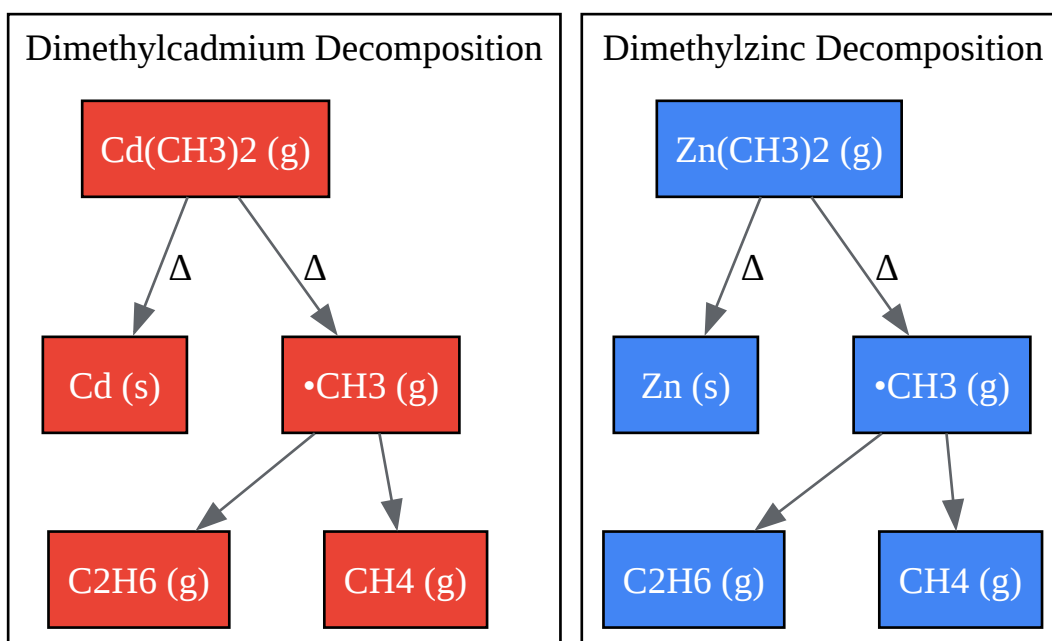 Dimethylcadmium Decomposition
Cd(CH3)2 (g)
Δ
Δ
Cd (s)
•CH3 (g)
C2H6 (g)
CH4 (g)
Dimethylzinc Decomposition
Zn(CH3)2 (g)
Δ
Δ
Zn (s)
•CH3 (g)
C2H6 (g)
CH4 (g)